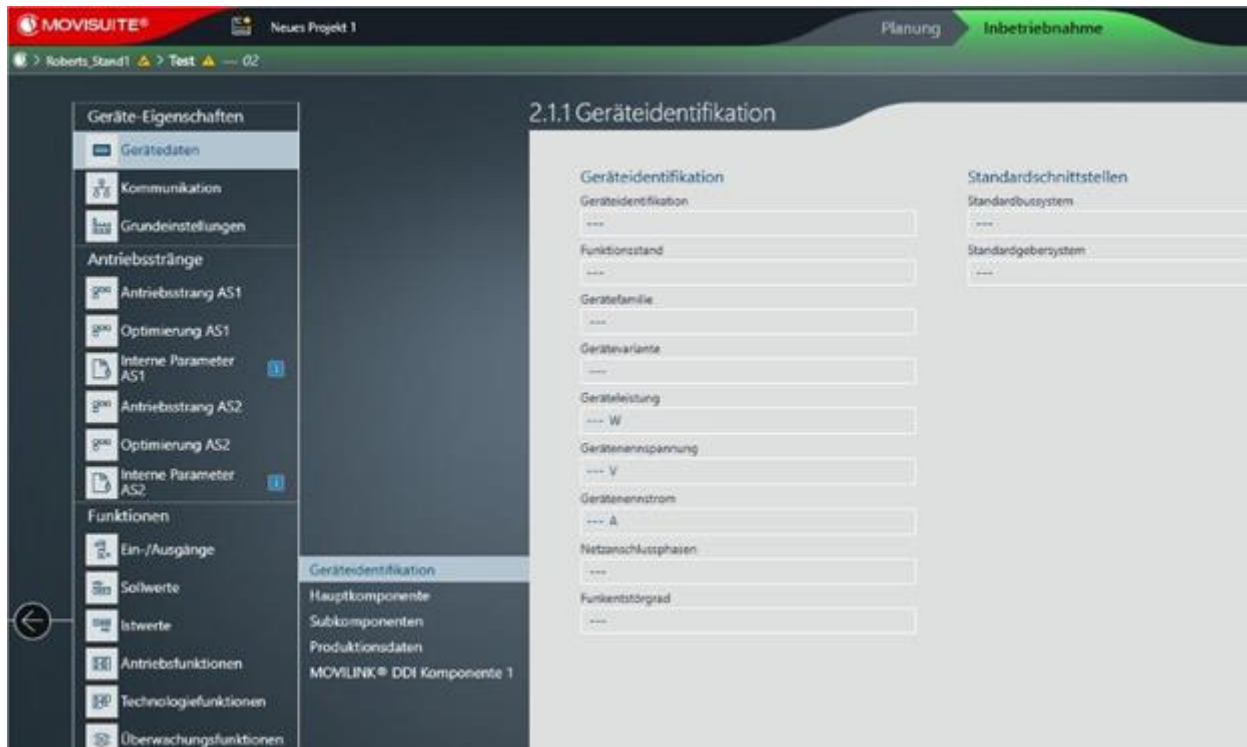 MOVISUITE®
Neues Projekt 1
Planung
Inbetriebnahme
> Roberts_Stand1 > Test — 02
Geräte-Eigenschaften
Gerätedaten
Kommunikation
Grundeinstellungen
Antriebsstränge
Antriebsstrang AS1
Optimierung AS1
Interne Parameter
AS1
Antriebsstrang AS2
Optimierung AS2
Interne Parameter
AS2
Funktionen
Ein-/Ausgänge
Sollwerte
Istwerte
Antriebsfunktionen
Technologiefunktionen
Überwachungsfunktionen
Geräteidentifikation
Hauptkomponente
Subkomponenten
Produktionsdaten
MOVILINK® DDI Komponente 1
2.1.1 Geräteidentifikation
Geräteidentifikation
Geräteidentifikation
---
Funktionsstand
---
Gerätefamilie
---
Gerätevariante
---
Geräteleistung
--- W
Gerätenennspannung
--- V
Gerätenennstrom
--- A
Netzanschlussphasen
---
Funkentstörgrad
---
Standardschnittstellen
Standardbussystem
---
Standardgebersystem
---